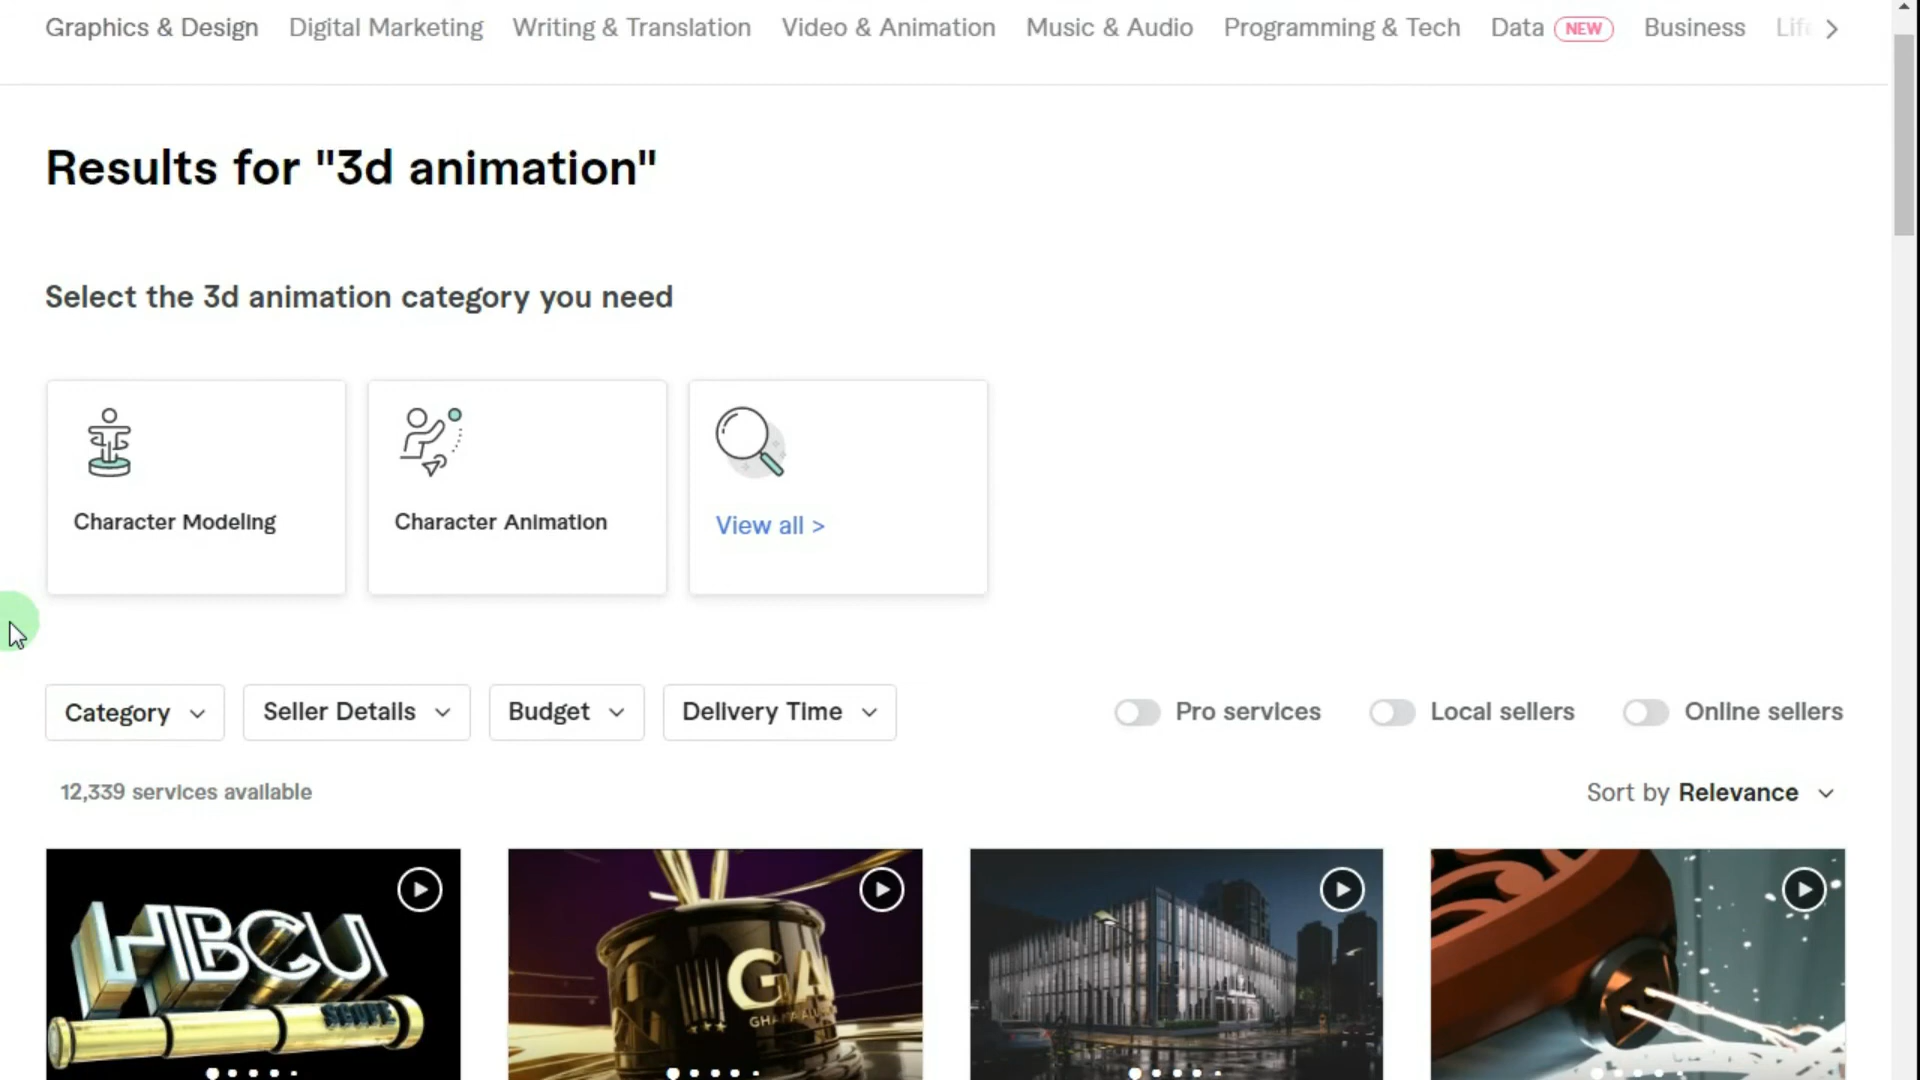 Graphics & Design Digital Marketing Writing & Translation Video & Animation Music & Audio Programming & Tech Data NEW Business
Results for "3d animation"
Select the 3d animation category you need
Character Modeling Character Animation View all >
Category Seller Details Budget Delivery Time Pro services Local sellers Online sellers
12,339 services available Sort by Relevance
HBCU
GA